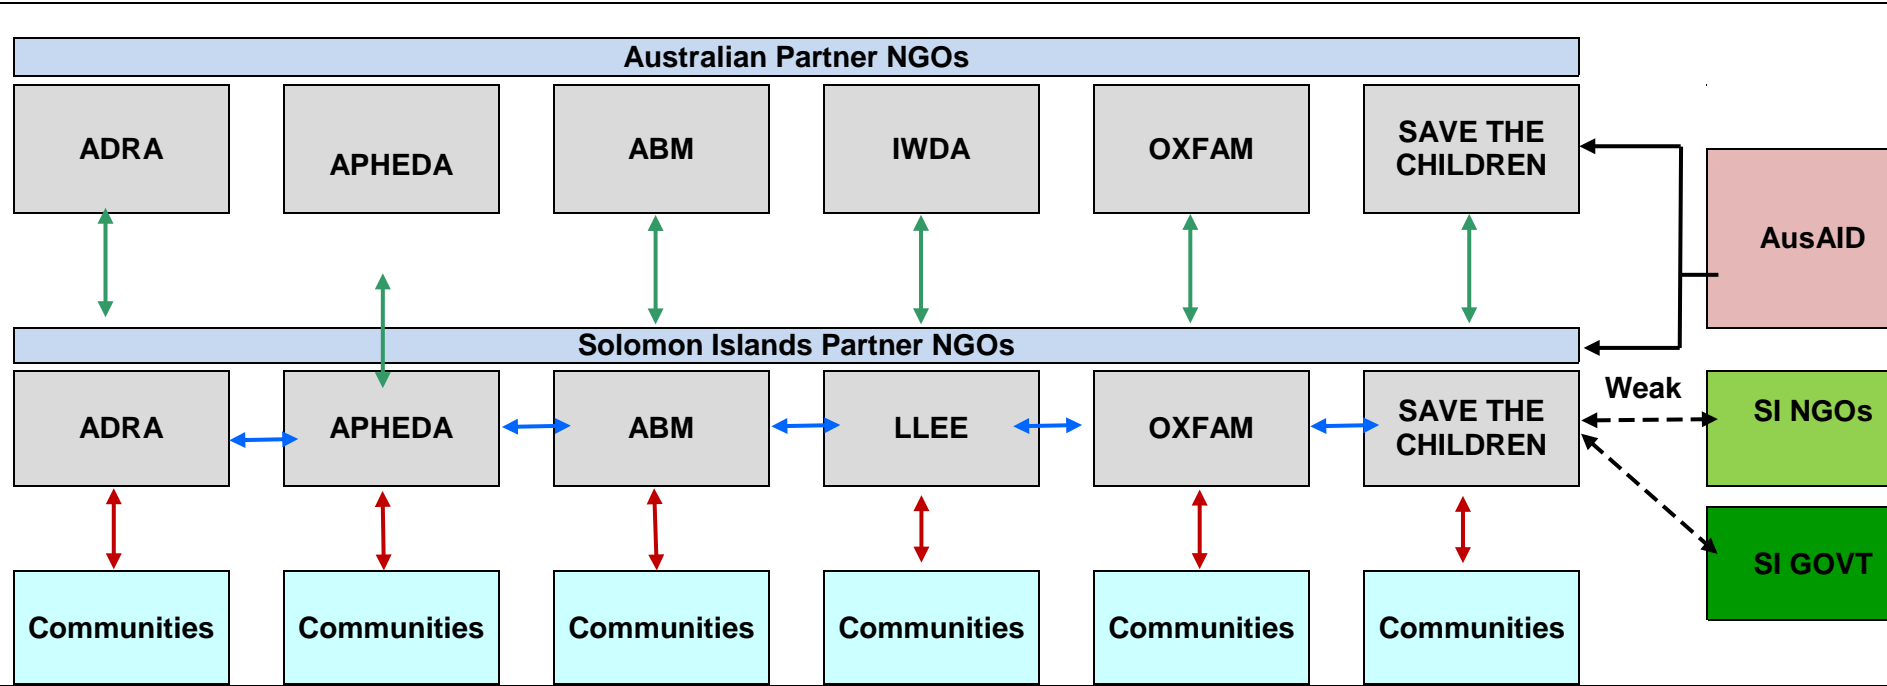 Australian Partner NGOs
ADRA
APHEDA
ABM
IWDA
OXFAM
SAVE THE
CHILDREN
AusAID
Solomon Islands Partner NGOs
ADRA
APHEDA
ABM
LLEE
OXFAM
SAVE THE
CHILDREN
Weak
SI NGOs
SI GOVT
Communities
Communities
Communities
Communities
Communities
Communities